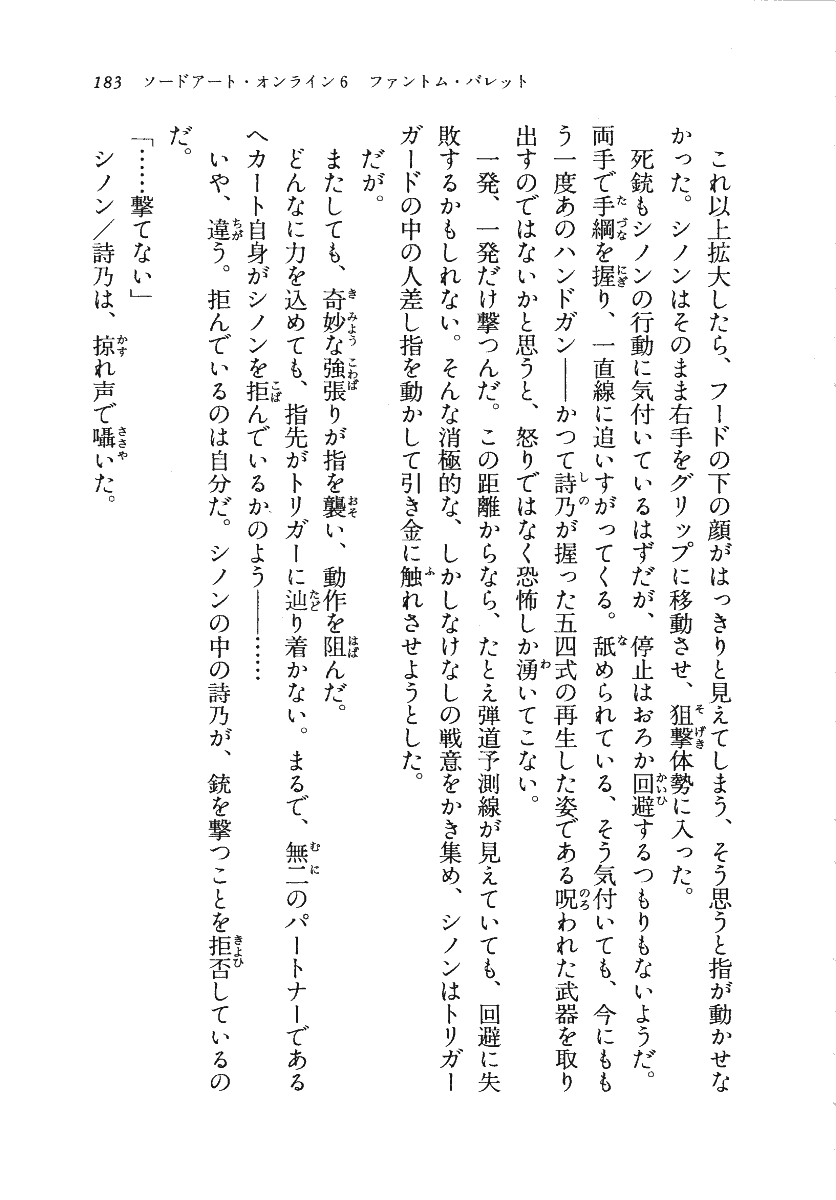 183　ソードアート・オンライン6　ファントム・バレット
　これ以上拡大したら、フードの下の顔がはっきりと見えてしまう、そう思うと指が動かせな
かった。シノンはそのまま右手をグリップに移動させ、狙撃体勢に入った。
　死銃もシノンの行動に気付いているはずだが、停止はおろか回避するつもりもないようだ。
両手で手綱を握り、一直線に追いすがってくる。舐められている、そう気付いても、今にもも
う一度あのハンドガン――かつて詩乃が握った五四式の再生した姿である呪われた武器を取り
出すのではないかと思うと、怒りではなく恐怖しか湧いてこない。
　一発、一発だけ撃つんだ。この距離からなら、たとえ弾道予測線が見えていても、回避に失
敗するかもしれない。そんな消極的な、しかしなけなしの戦意をかき集め、シノンはトリガー
ガードの中の人差し指を動かして引き金に触れさせようとした。
　だが。
　またしても、奇妙な強張りが指を襲い、動作を阻んだ。
　どんなに力を込めても、指先がトリガーに辿り着かない。まるで、無二のパートナーである
ヘカート自身がシノンを拒んでいるかのよう――……
　いや、違う。拒んでいるのは自分だ。シノンの中の詩乃が、銃を撃つことを拒否しているの
だ。
「……撃てない」
　シノン／詩乃は、掠れ声で囁いた。